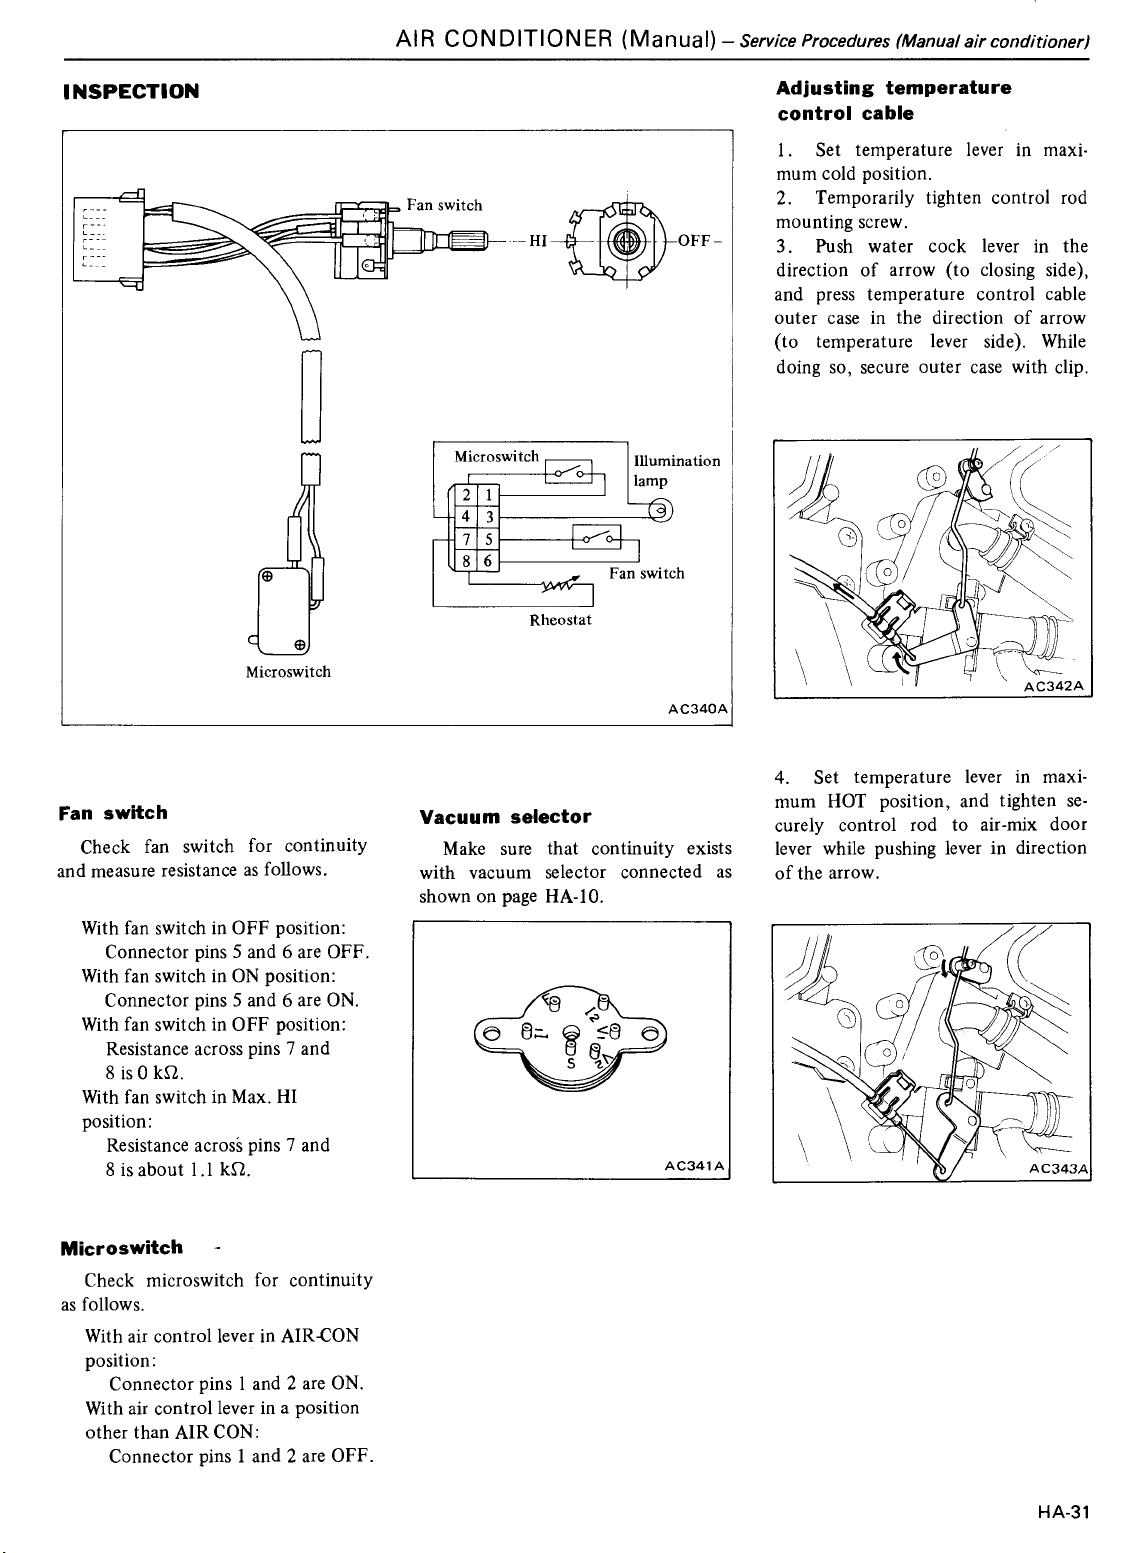 AIR CONDITIONER (Manual) – Service Procedures (Manual air conditioner)
INSPECTION
Fan switch
HI
OFF
Microswitch
Illumination
lamp
2 1
4 3
7 5
8 6
Fan switch
Rheostat
Microswitch
AC340A
Fan switch
Check fan switch for continuity
and measure resistance as follows.
With fan switch in OFF position:
Connector pins 5 and 6 are OFF.
With fan switch in ON position:
Connector pins 5 and 6 are ON.
With fan switch in OFF position:
Resistance across pins 7 and
8 is 0 kΩ.
With fan switch in Max. HI
position:
Resistance across pins 7 and
8 is about 1.1 kΩ.
Microswitch
Check microswitch for continuity
as follows.
With air control lever in AIR-CON
position:
Connector pins 1 and 2 are ON.
With air control lever in a position
other than AIR CON:
Connector pins 1 and 2 are OFF.
Vacuum selector
Make sure that continuity exists
with vacuum selector connected as
shown on page HA-10.
S
AC341A
Adjusting temperature
control cable
1. Set temperature lever in maxi-
mum cold position.
2. Temporarily tighten control rod
mounting screw.
3. Push water cock lever in the
direction of arrow (to closing side),
and press temperature control cable
outer case in the direction of arrow
(to temperature lever side). While
doing so, secure outer case with clip.
AC342A
4. Set temperature lever in maxi-
mum HOT position, and tighten se-
curely control rod to air-mix door
lever while pushing lever in direction
of the arrow.
AC343A
HA-31